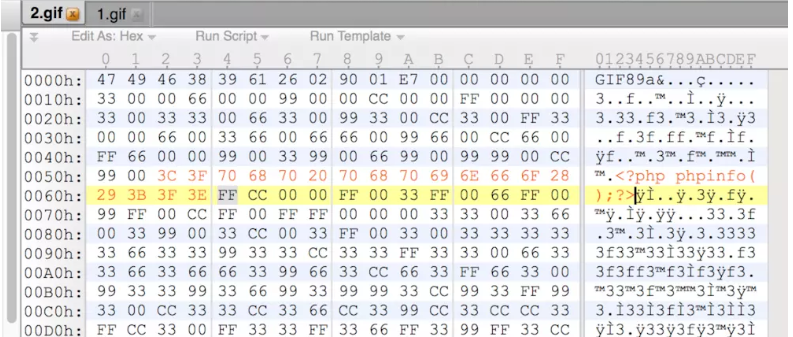 2.gif 1.gif
Edit As: Hex Run Script Run Template
0 1 2 3 4 5 6 7 8 9 A B C D E F 0123456789ABCDEF
0000h: 47 49 46 38 39 61 26 02 90 01 E7 00 00 00 00 00 GIF89a&...ç.....
0010h: 33 00 00 66 00 00 99 00 00 CC 00 00 FF 00 00 00 3..f..™..Ì..ÿ...
0020h: 33 00 33 33 00 66 33 00 99 33 00 CC 33 00 FF 33 33.33.f3.™3.Ì3.ÿ3
0030h: 00 00 66 00 33 66 00 66 66 00 99 66 00 CC 66 00 ..f.3f.ff.™f.Ìf.
0040h: FF 66 00 00 99 00 33 99 00 66 99 00 99 99 00 CC ÿf..™.3™.f™.™™.Ì
0050h: 99 00 3C 3F 70 68 70 20 70 68 70 69 6E 66 6F 28 ™.<?php phpinfo(
0060h: 29 3B 3F 3E FF CC 00 00 FF 00 33 FF 00 66 FF 00 );?>ÿÌ..ÿ.3ÿ.fÿ.
0070h: 99 FF 00 CC FF 00 FF FF 00 00 00 33 33 00 33 66 ™ÿ.Ìÿ.ÿÿ...33.3f
0080h: 00 33 99 00 33 CC 00 33 FF 00 33 00 33 33 33 33 .3™.3Ì.3ÿ.3.3333
0090h: 33 66 33 33 99 33 33 CC 33 33 FF 33 33 00 66 33 3f33™33Ì33ÿ33.f3
00A0h: 33 66 33 66 66 33 99 66 33 CC 66 33 FF 66 33 00 3f3ff3™f3Ìf3ÿf3.
00B0h: 99 33 33 99 33 66 99 33 99 99 33 CC 99 33 FF 99 ™33™3f™3™™3Ì™3ÿ™
00C0h: 33 00 CC 33 33 CC 33 66 CC 33 99 CC 33 CC CC 33 3.Ì33Ì3fÌ3™Ì3ÌÌ3
00D0h: FF CC 33 00 FF 33 33 FF 33 66 FF 33 99 FF 33 CC ÿÌ3.ÿ33ÿ3fÿ3™ÿ3Ì